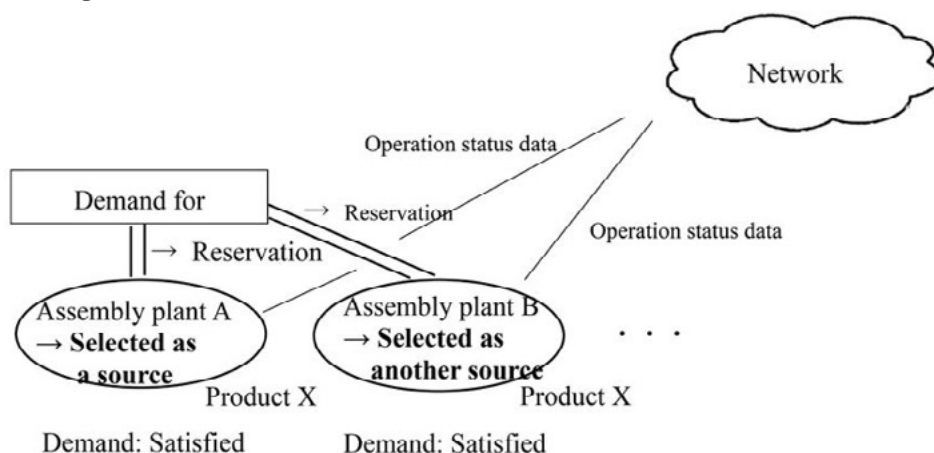 Network
Operation status data
Demand for
→ Reservation
→ Reservation
Operation status data
Assembly plant A
→ Selected as
a source
Assembly plant B
→ Selected as
another source
. . .
Product X
Product X
Demand: Satisfied
Demand: Satisfied